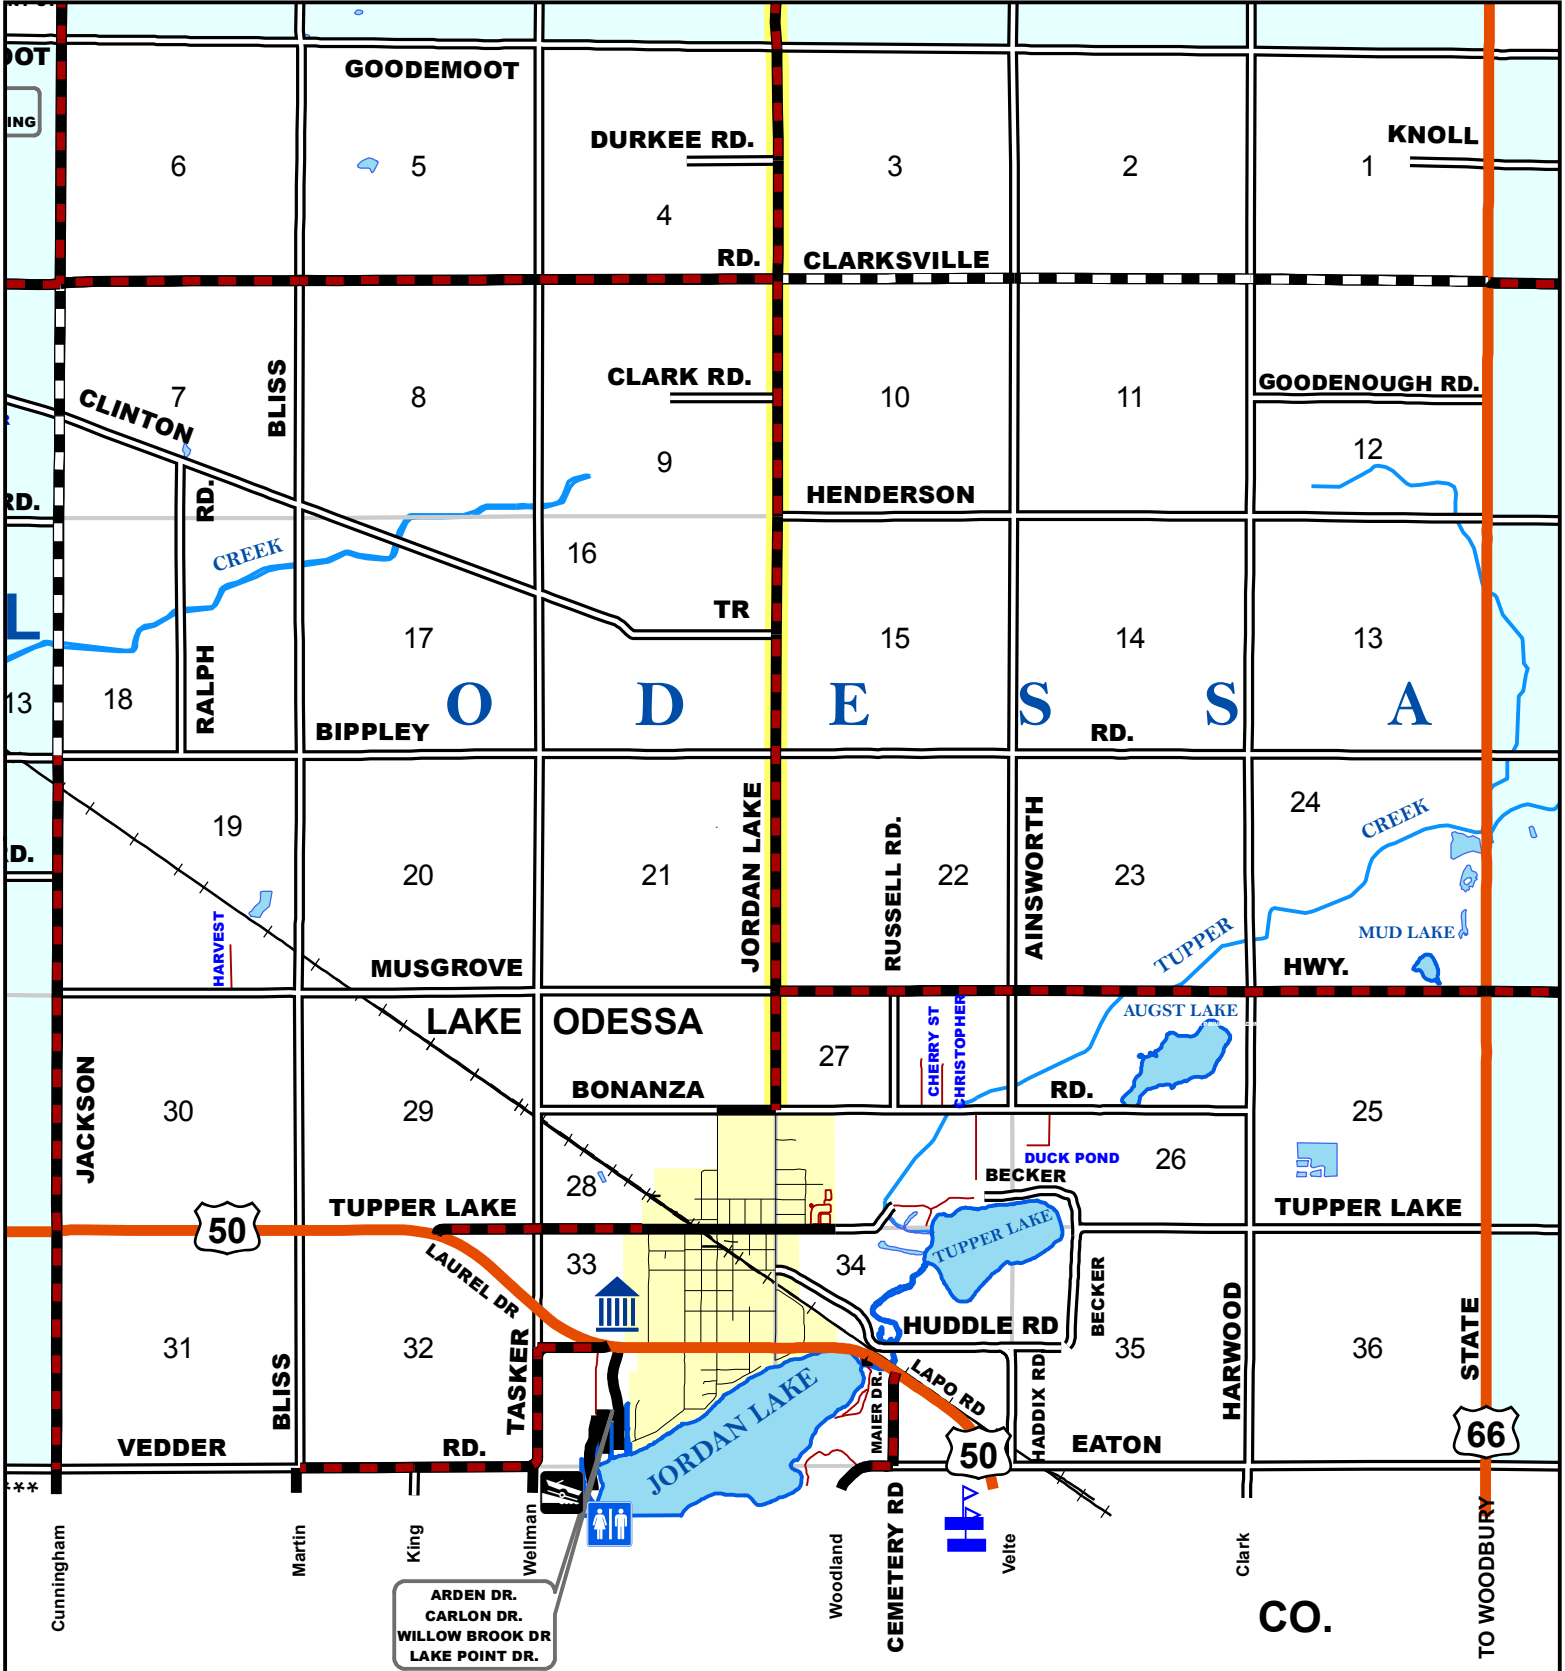 OOT
GOODEMOOT
ING
DURKEE RD.
KNOLL
6
5
4
3
2
1
RD.
CLARKSVILLE
CLINTON
7
BLISS
8
CLARK RD.
9
10
11
GOODENOUGH RD.
12
RD.
RD.
HENDERSON
CREEK
16
L
TR
17
15
14
13
13
18
RALPH
O D E S S A
BIPPLEY
RD.
19
20
21
JORDAN LAKE
RUSSELL RD.
22
AINSWORTH
23
24
CREEK
RD.
HARVEST
TUPPER
MUD LAKE
MUSGROVE
HWY.
LAKE ODESSA
CHERRY ST
CHRISTOPHER
AUGST LAKE
27
JACKSON
30
29
BONANZA
RD.
25
28
DUCK POND
26
BECKER
50
TUPPER LAKE
TUPPER LAKE
TUPPER LAKE
LAUREL DR
33
34
BECKER
HUDDLE RD
31
BLISS
32
TASKER
35
HARWOOD
36
STATE
JORDAN LAKE
MAIER DR.
LAPO RD
HADDIX RD
VEDDER
RD.
EATON
50
66
***
Cunningham
Martin
King
Wellman
Woodland
CEMETERY RD
Velte
Clark
TO WOODBURY
ARDEN DR.
CARLON DR.
WILLOW BROOK DR
LAKE POINT DR.
CO.